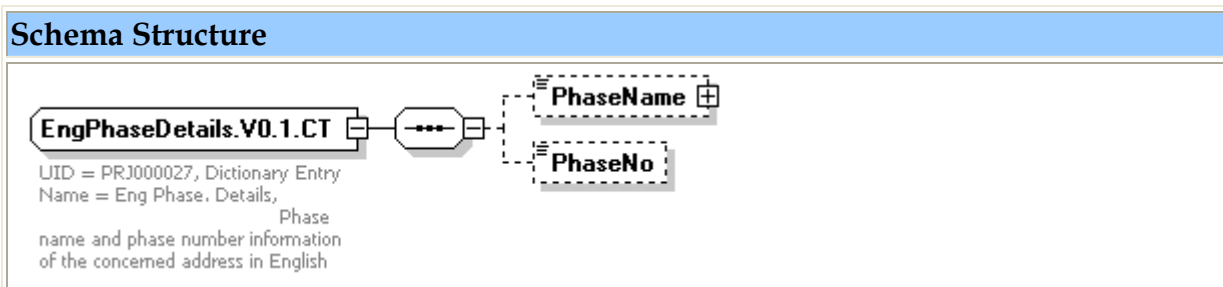 Schema Structure
PhaseName
EngPhaseDetails.V0.1.CT
PhaseNo
UID = PRJ000027, Dictionary Entry
Name = Eng Phase. Details,
Phase
name and phase number information
of the concerned address in English